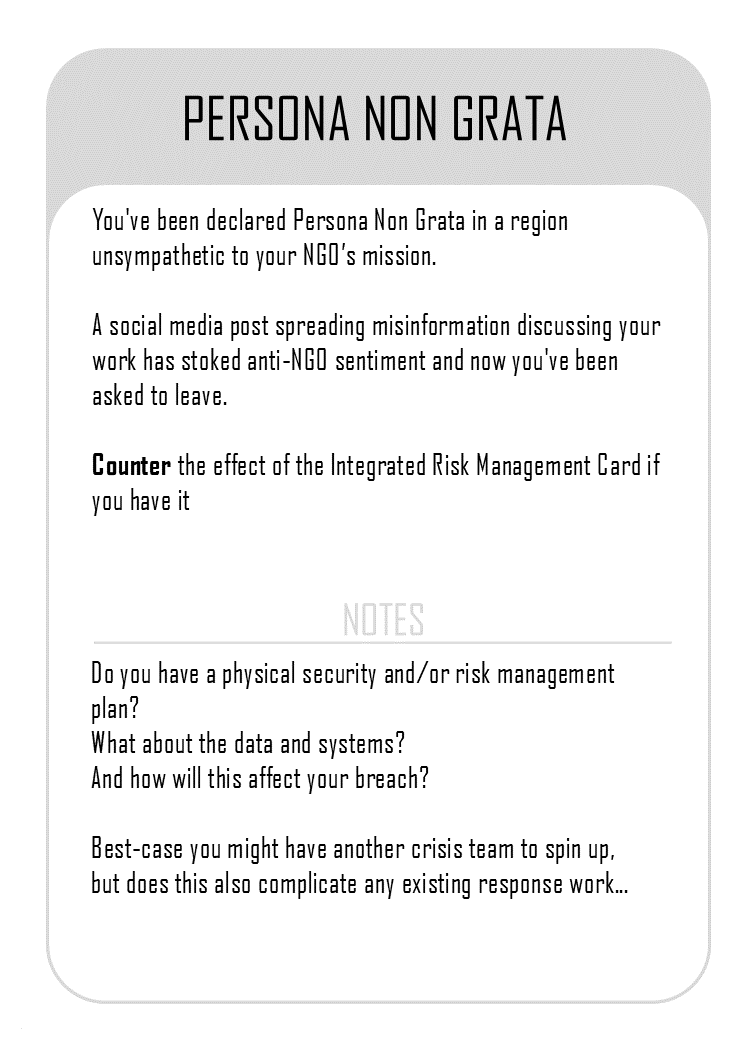 PERSONA NON GRATA
You've been declared Persona Non Grata in a region
unsympathetic to your NGO’s mission.
A social media post spreading misinformation discussing your
work has stoked anti-NGO sentiment and now you've been
asked to leave.
Counter the effect of the Integrated Risk Management Card if
you have it
NOTES
Do you have a physical security and/or risk management
plan?
What about the data and systems?
And how will this affect your breach?
Best-case you might have another crisis team to spin up,
but does this also complicate any existing response work...